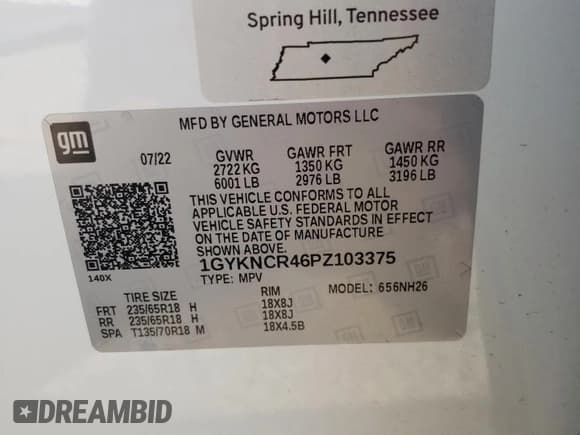 Spring Hill, Tennessee
gm
MFD BY GENERAL MOTORS LLC
07/22 GVWR GAWR FRT GAWR RR
2722 KG 1350 KG 1450 KG
6001 LB 2976 LB 3196 LB
THIS VEHICLE CONFORMS TO ALL
APPLICABLE U.S. FEDERAL MOTOR
VEHICLE SAFETY STANDARDS IN EFFECT
ON THE DATE OF MANUFACTURE
SHOWN ABOVE.
140X
1GYKNCR46PZ103375
TYPE: MPV MODEL: 656NH26
TIRE SIZE RIM
FRT 235/65R18 H 18X8J
RR 235/65R18 H 18X8J
SPA T135/70R18 M 18X4.5B
DREAMBID